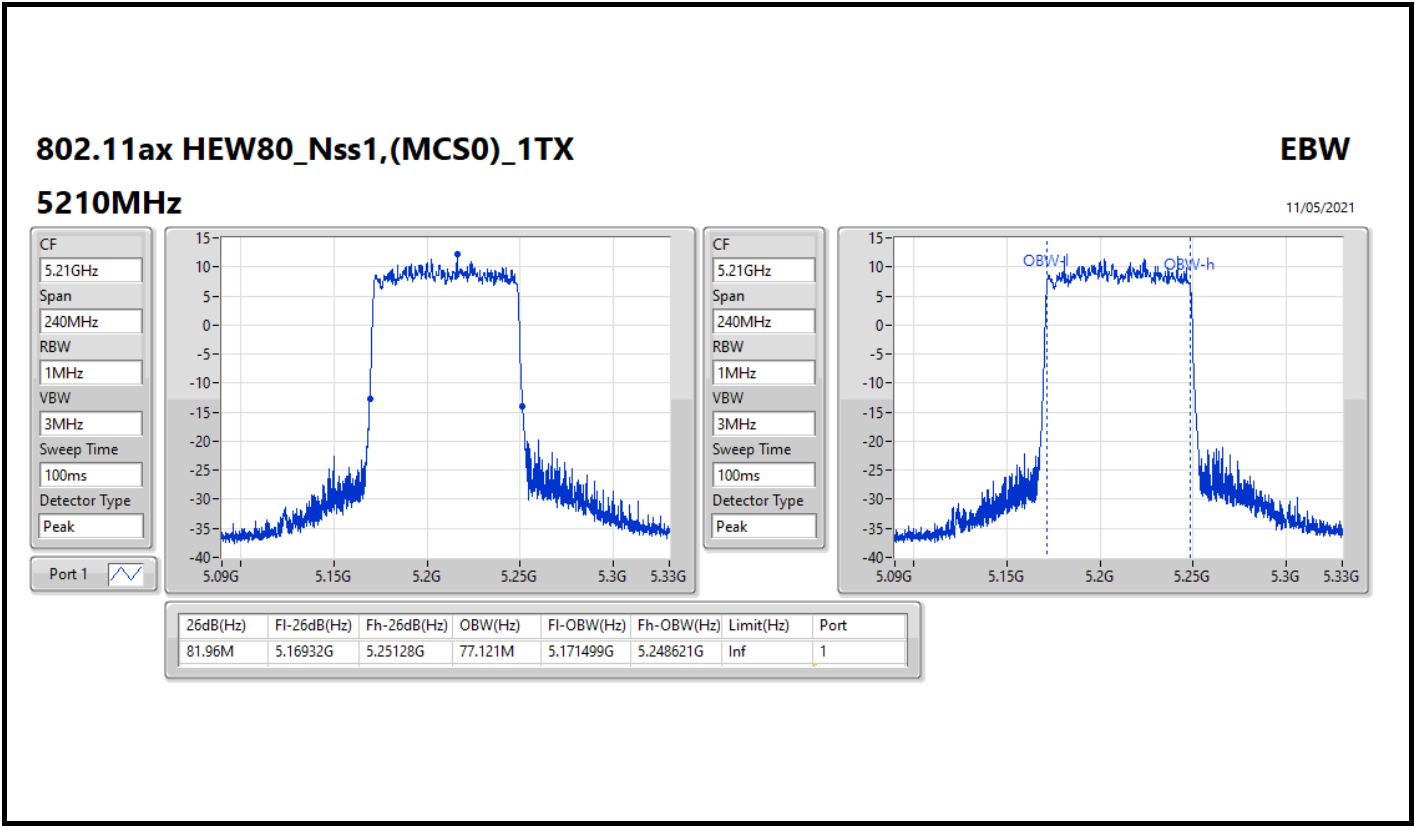 802.11ax HEW80_Nss1,(MCS0)_1TX
EBW
5210MHz
11/05/2021
CF
5.21GHz
Span
240MHz
RBW
1MHz
VBW
3MHz
Sweep Time
100ms
Detector Type
Peak
Port 1
15
10
5
0
-5
-10
-15
-20
-25
-30
-35
-40
5.09G 5.15G 5.2G 5.25G 5.3G 5.33G
CF
5.21GHz
Span
240MHz
RBW
1MHz
VBW
3MHz
Sweep Time
100ms
Detector Type
Peak
15
10
5
0
-5
-10
-15
-20
-25
-30
-35
-40
OBW-l
OBW-h
5.09G 5.15G 5.2G 5.25G 5.3G 5.33G
26dB(Hz) Fl-26dB(Hz) Fh-26dB(Hz) OBW(Hz) Fl-OBW(Hz) Fh-OBW(Hz) Limit(Hz) Port
81.96M 5.16932G 5.25128G 77.121M 5.171499G 5.248621G Inf 1